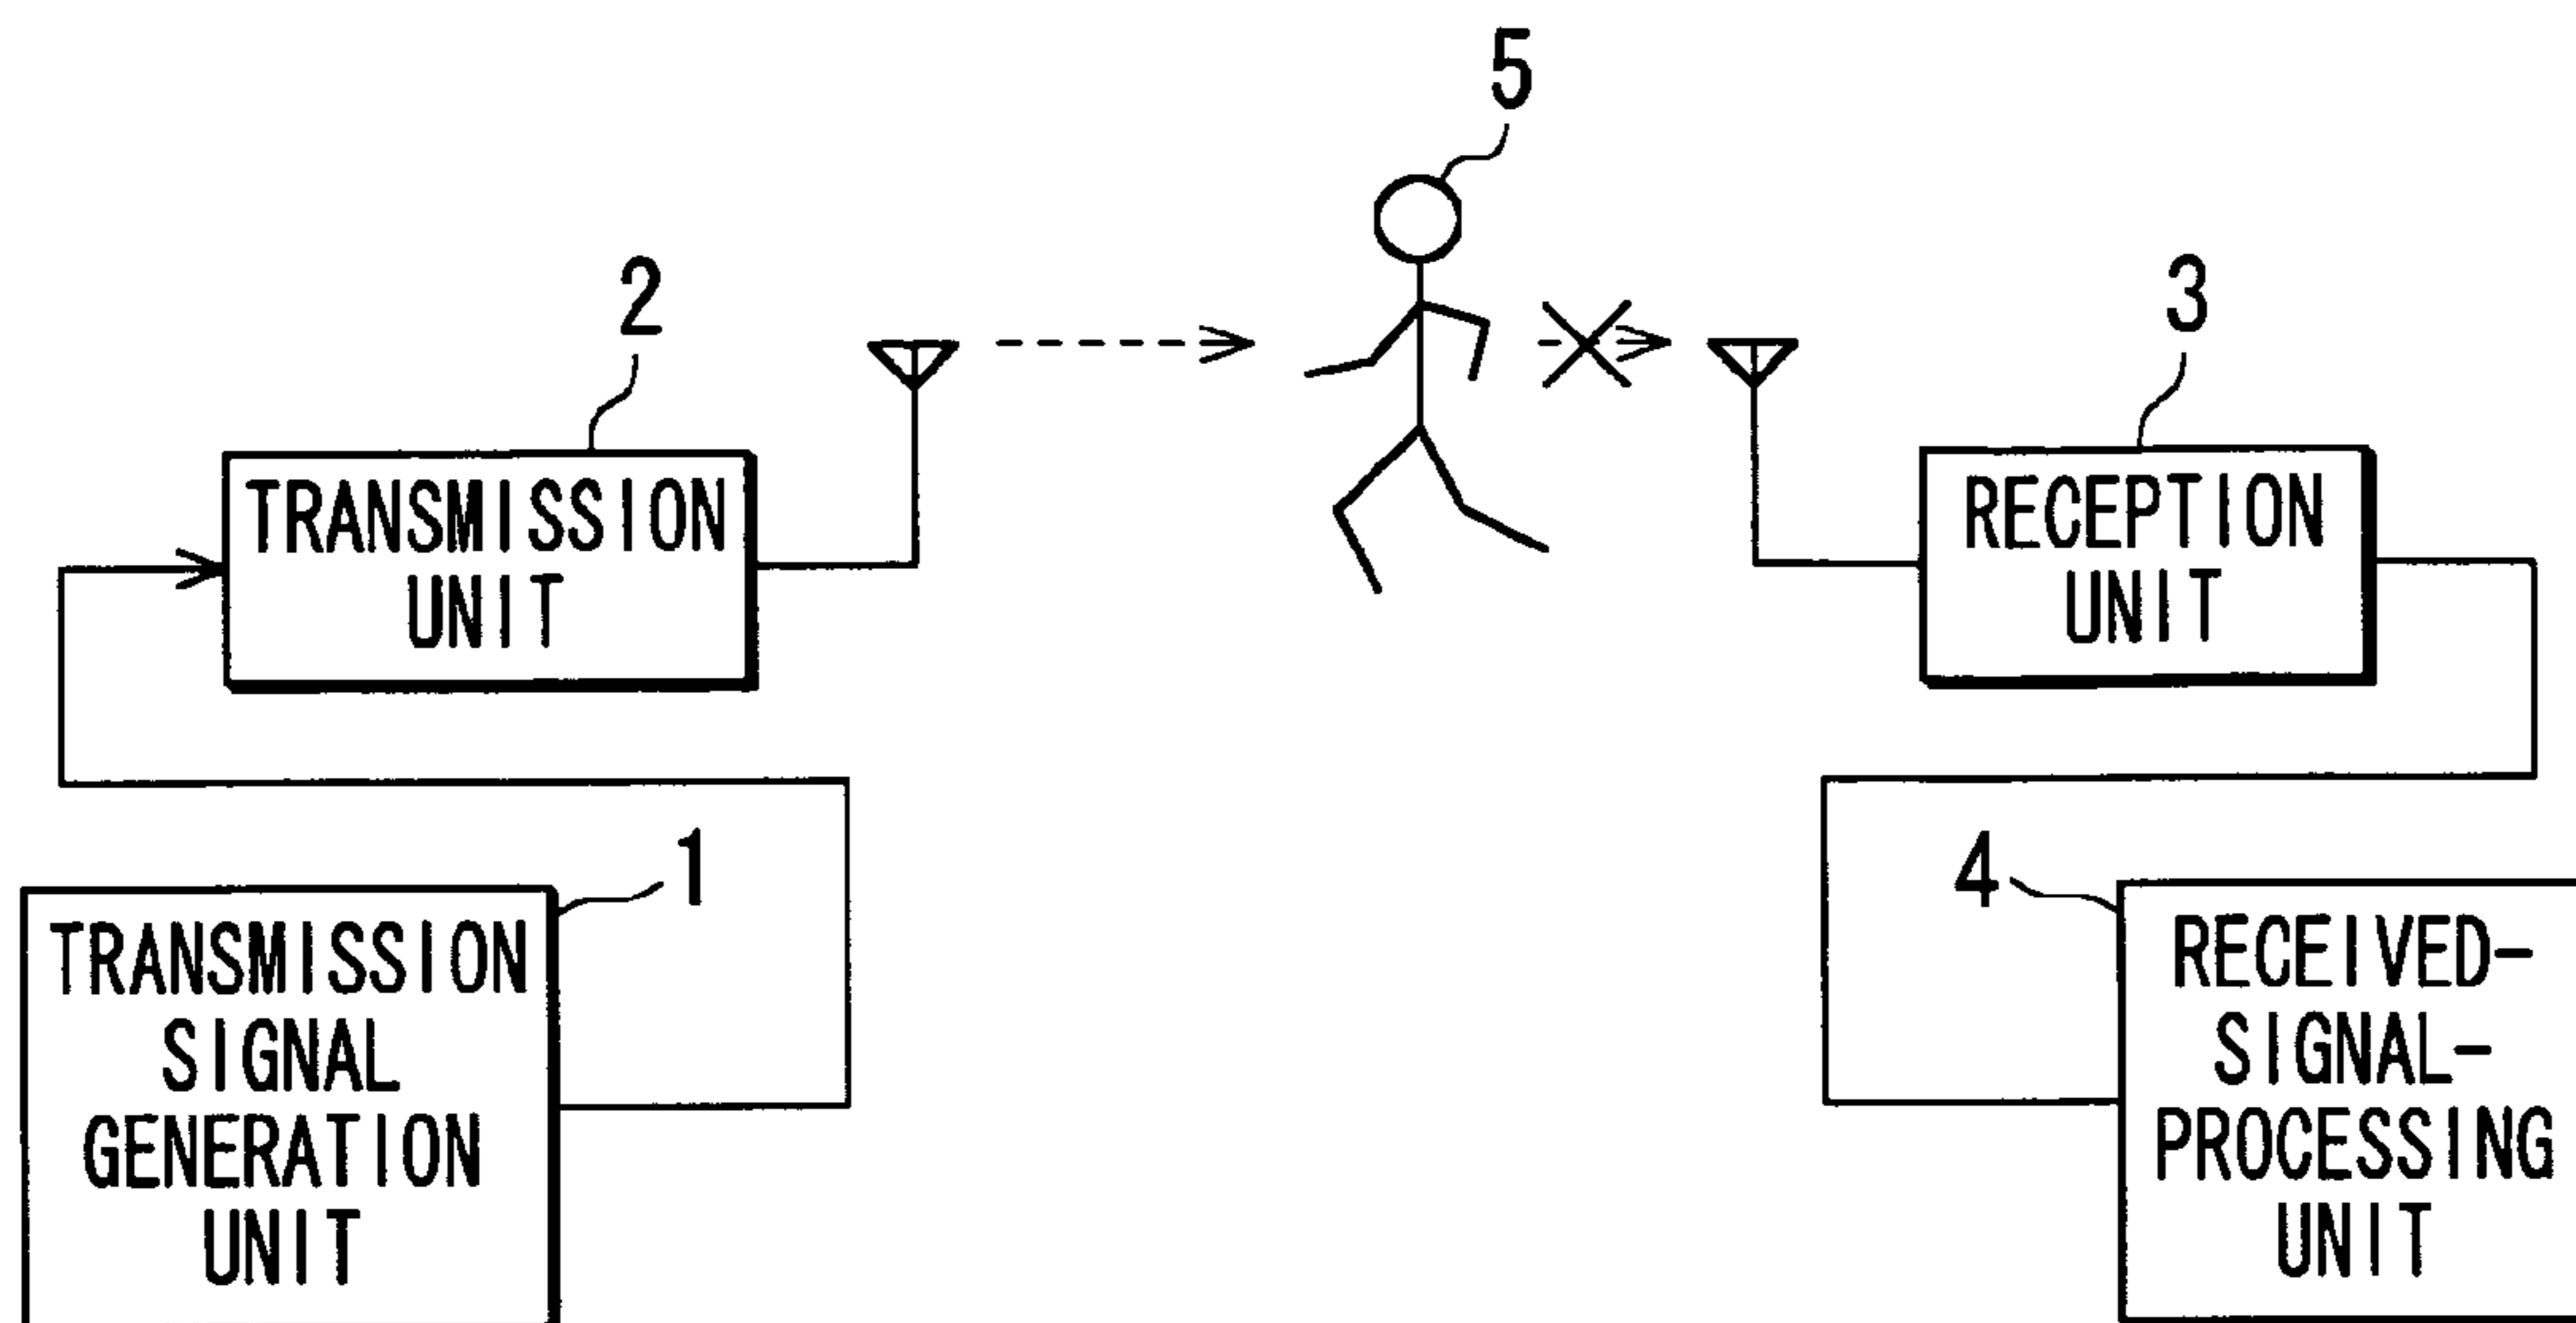 5
2
3
TRANSMISSION
UNIT
RECEPTION
UNIT
1
4
TRANSMISSION
SIGNAL
GENERATION
UNIT
RECEIVED-
SIGNAL-
PROCESSING
UNIT